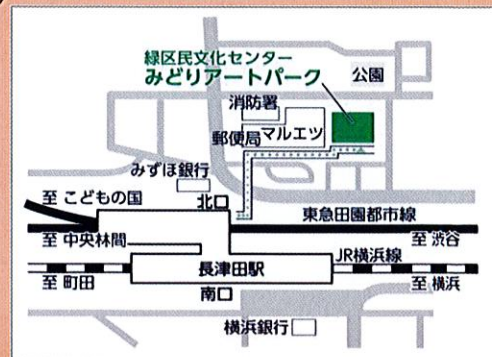 緑区民文化センター
みどりアートパーク
公園
消防署
郵便局
マルエツ
みずほ銀行
北口
至 こどもの国
東急田園都市線
至 中央林間
至 渋谷
長津田駅
JR横浜線
至 町田
至 横浜
南口
横浜銀行